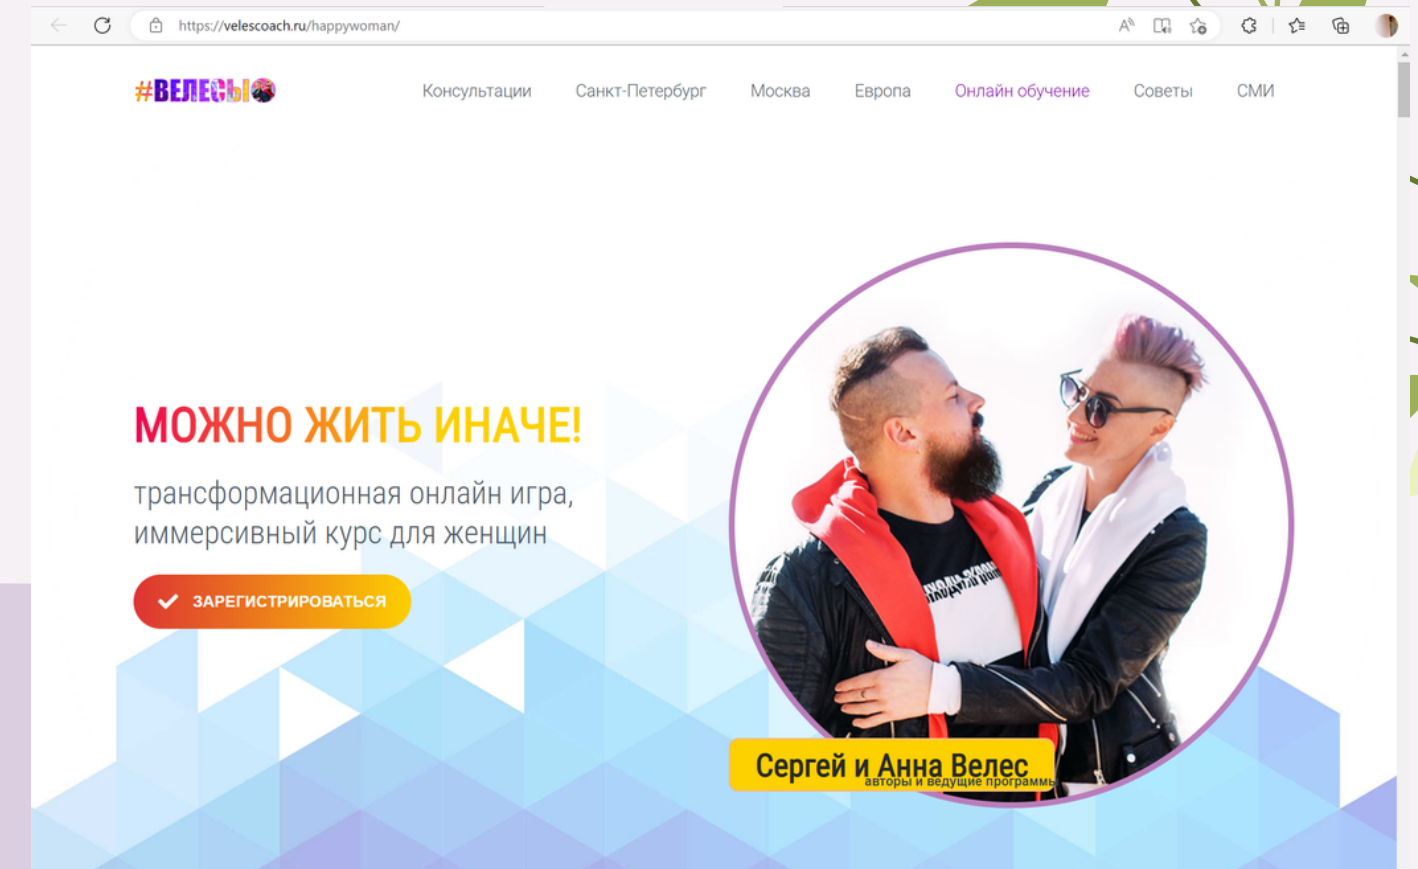 https://velescoach.ru/happywoman/
#ВЕЛЕСЫ
Консультации Санкт-Петербург Москва Европа Онлайн обучение Советы СМИ
МОЖНО ЖИТЬ ИНАЧЕ!
трансформационная онлайн игра,
иммерсивный курс для женщин
ЗАРЕГИСТРИРОВАТЬСЯ
Сергей и Анна Велес
авторы и ведущие программы